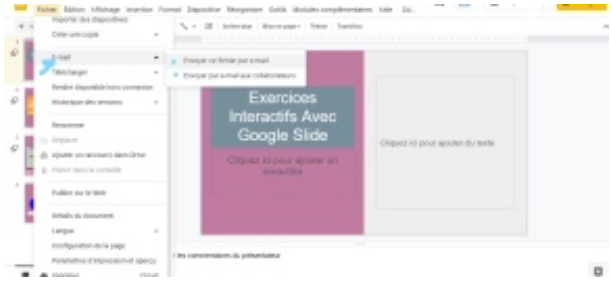 Fichier Édition Affichage Insertion Format Diapositive Réorganiser Outils Modules complémentaires Aide
Importer des diapositives
Créer une copie
Arrière-plan Mise en page Thème Transition
E-mail
Envoyer ce fichier par e-mail
Télécharger
Envoyer par e-mail aux collaborateurs
Rendre disponible hors connexion
Historique des versions
Renommer
Déplacer
Ajouter un raccourci dans Drive
Placer dans la corbeille
Publier sur le Web
Détails du document
Langue
Configuration de la page
Paramètres d'impression et aperçu
Imprimer Ctrl+P
Exercices
Interactifs Avec
Google Slide
Cliquez ici pour ajouter un
sous-titre
Cliquez ici pour ajouter du texte
les commentaires du présentateur